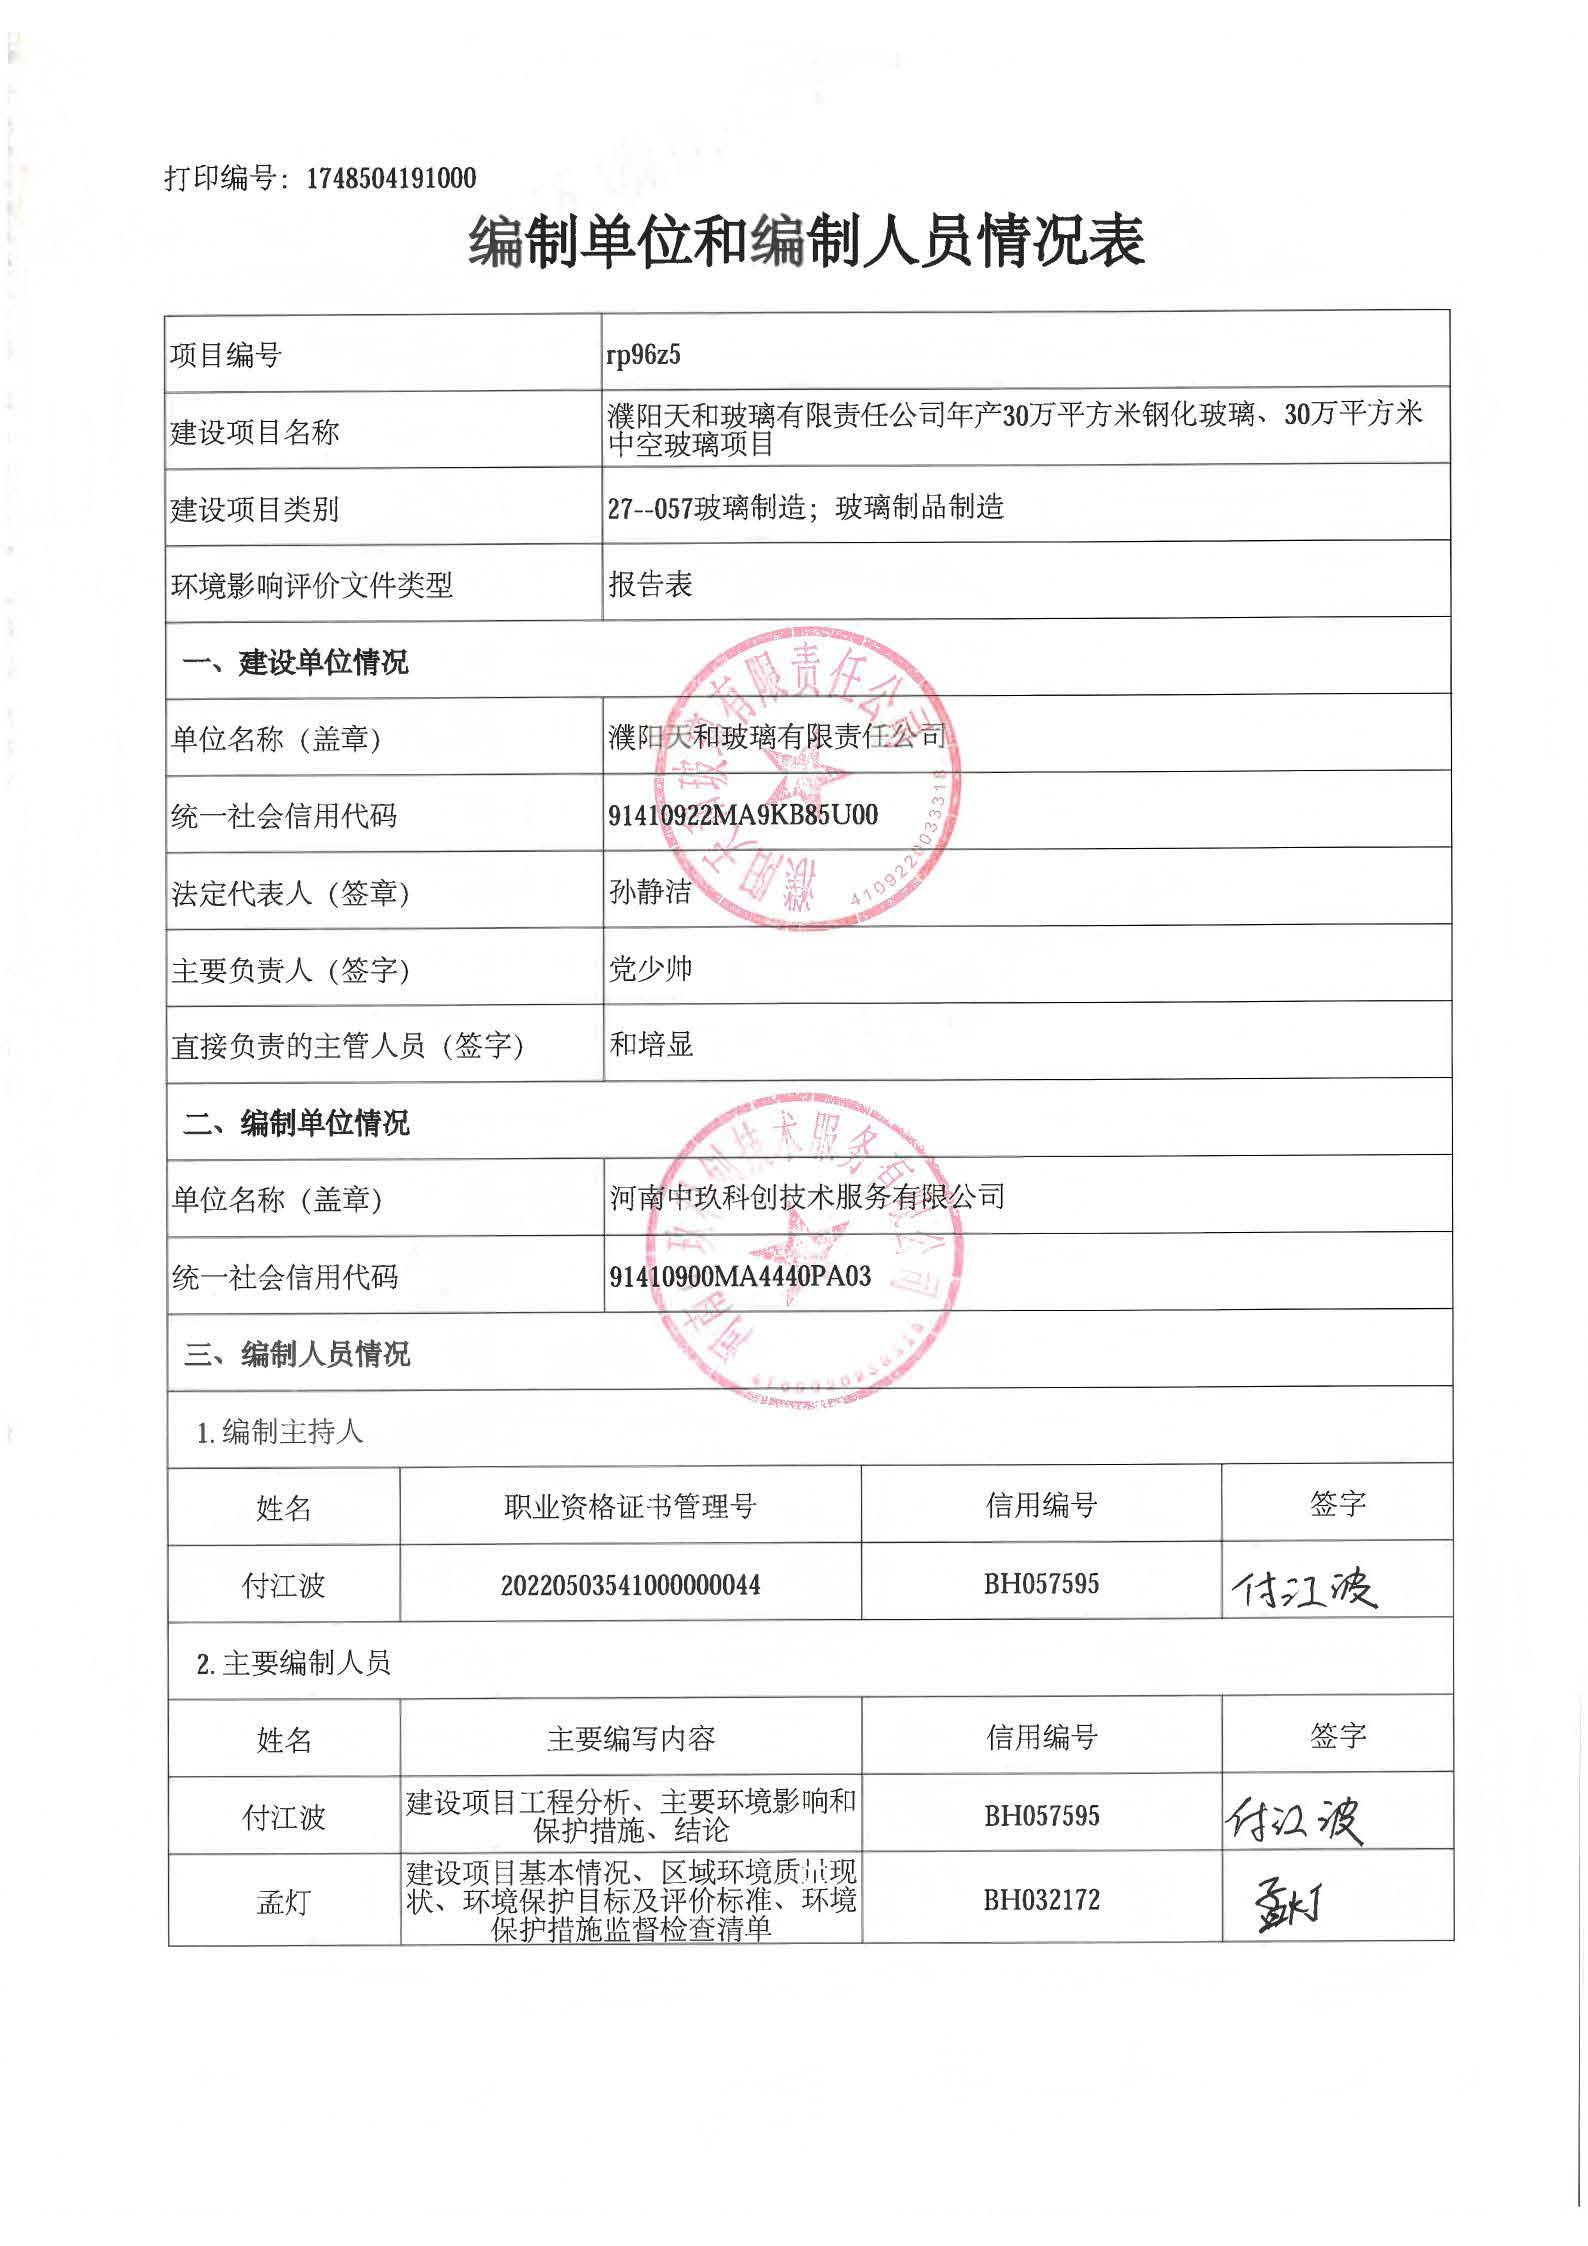 打印编号：1748504191000
编制单位和编制人员情况表
项目编号 rp96z5
建设项目名称 濮阳天和玻璃有限责任公司年产30万平方米钢化玻璃、30万平方米
中空玻璃项目
建设项目类别 27--057玻璃制造；玻璃制品制造
环境影响评价文件类型 报告表
一、建设单位情况
单位名称（盖章） 濮阳天和玻璃有限责任公司
统一社会信用代码 91410922MA9KB85U00
法定代表人（签章） 孙静洁
主要负责人（签字） 党少帅
直接负责的主管人员（签字） 和培显
濮阳天和玻璃有限责任公司
4109220033318
二、编制单位情况
单位名称（盖章） 河南中玖科创技术服务有限公司
统一社会信用代码 91410900MA4440PA03
三、编制人员情况
1.编制主持人
姓名 职业资格证书管理号 信用编号 签字
付江波 20220503541000000044 BH057595 付江波
2.主要编制人员
姓名 主要编写内容 信用编号 签字
付江波 建设项目工程分析、主要环境影响和
保护措施、结论 BH057595 付江波
孟灯 建设项目基本情况、区域环境质量现
状、环境保护目标及评价标准、环境
保护措施监督检查清单 BH032172 孟灯